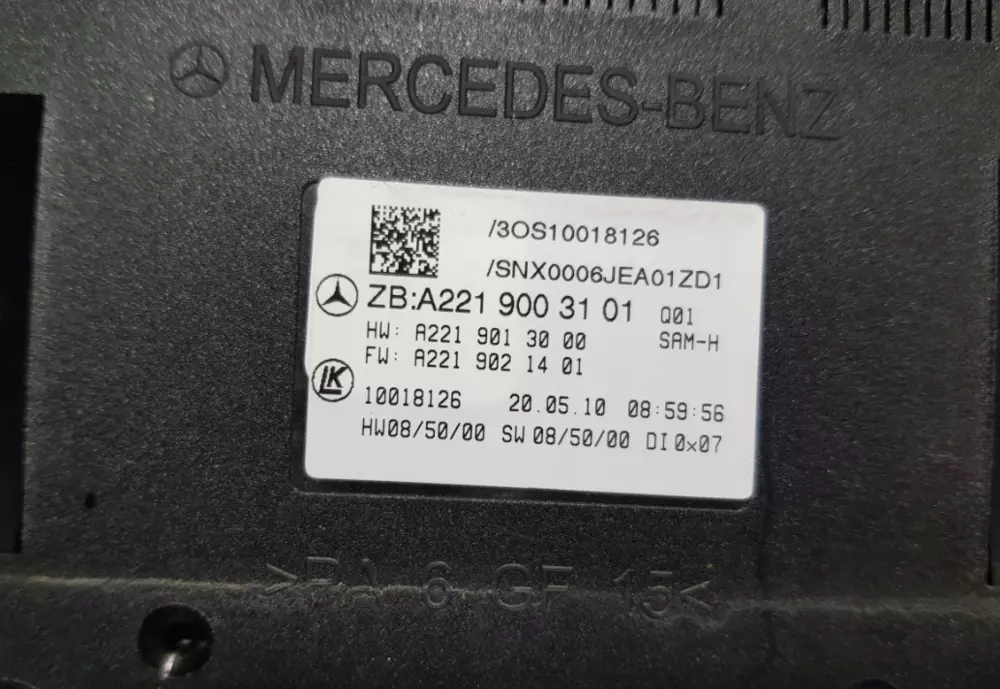 MERCEDES-BENZ
/3OS10018126
/SNX0006JEA01ZD1
ZB:A221 900 31 01 Q01
HW: A221 901 30 00 SAM-H
FW: A221 902 14 01
LK
10018126 20.05.10 08:59:56
HW08/50/00 SW 08/50/00 DI0x07
>PA 6 GF 15<